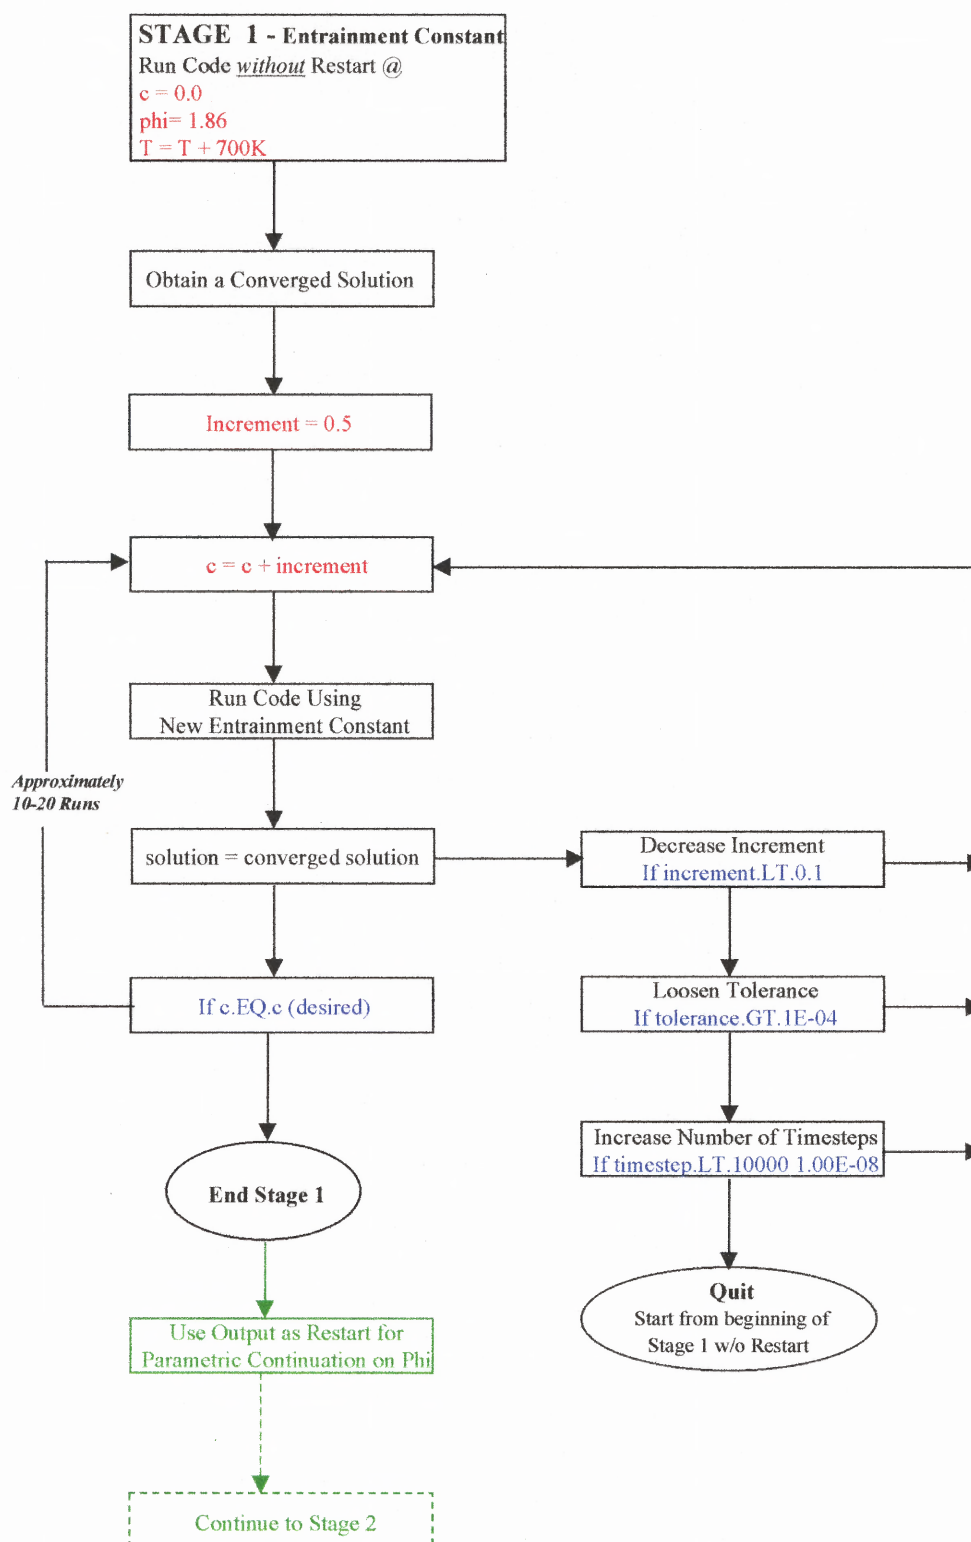 STAGE 1 - Entrainment Constant
Run Code without Restart @
c = 0.0
phi= 1.86
T = T + 700K
Obtain a Converged Solution
Increment = 0.5
c = c + increment
Run Code Using
New Entrainment Constant
Approximately
10-20 Runs
solution = converged solution
Decrease Increment
If increment.LT.0.1
If c.EQ.c (desired)
Loosen Tolerance
If tolerance.GT.1E-04
Increase Number of Timesteps
If timestep.LT.10000 1.00E-08
End Stage 1
Quit
Start from beginning of
Stage 1 w/o Restart
Use Output as Restart for
Parametric Continuation on Phi
Continue to Stage 2